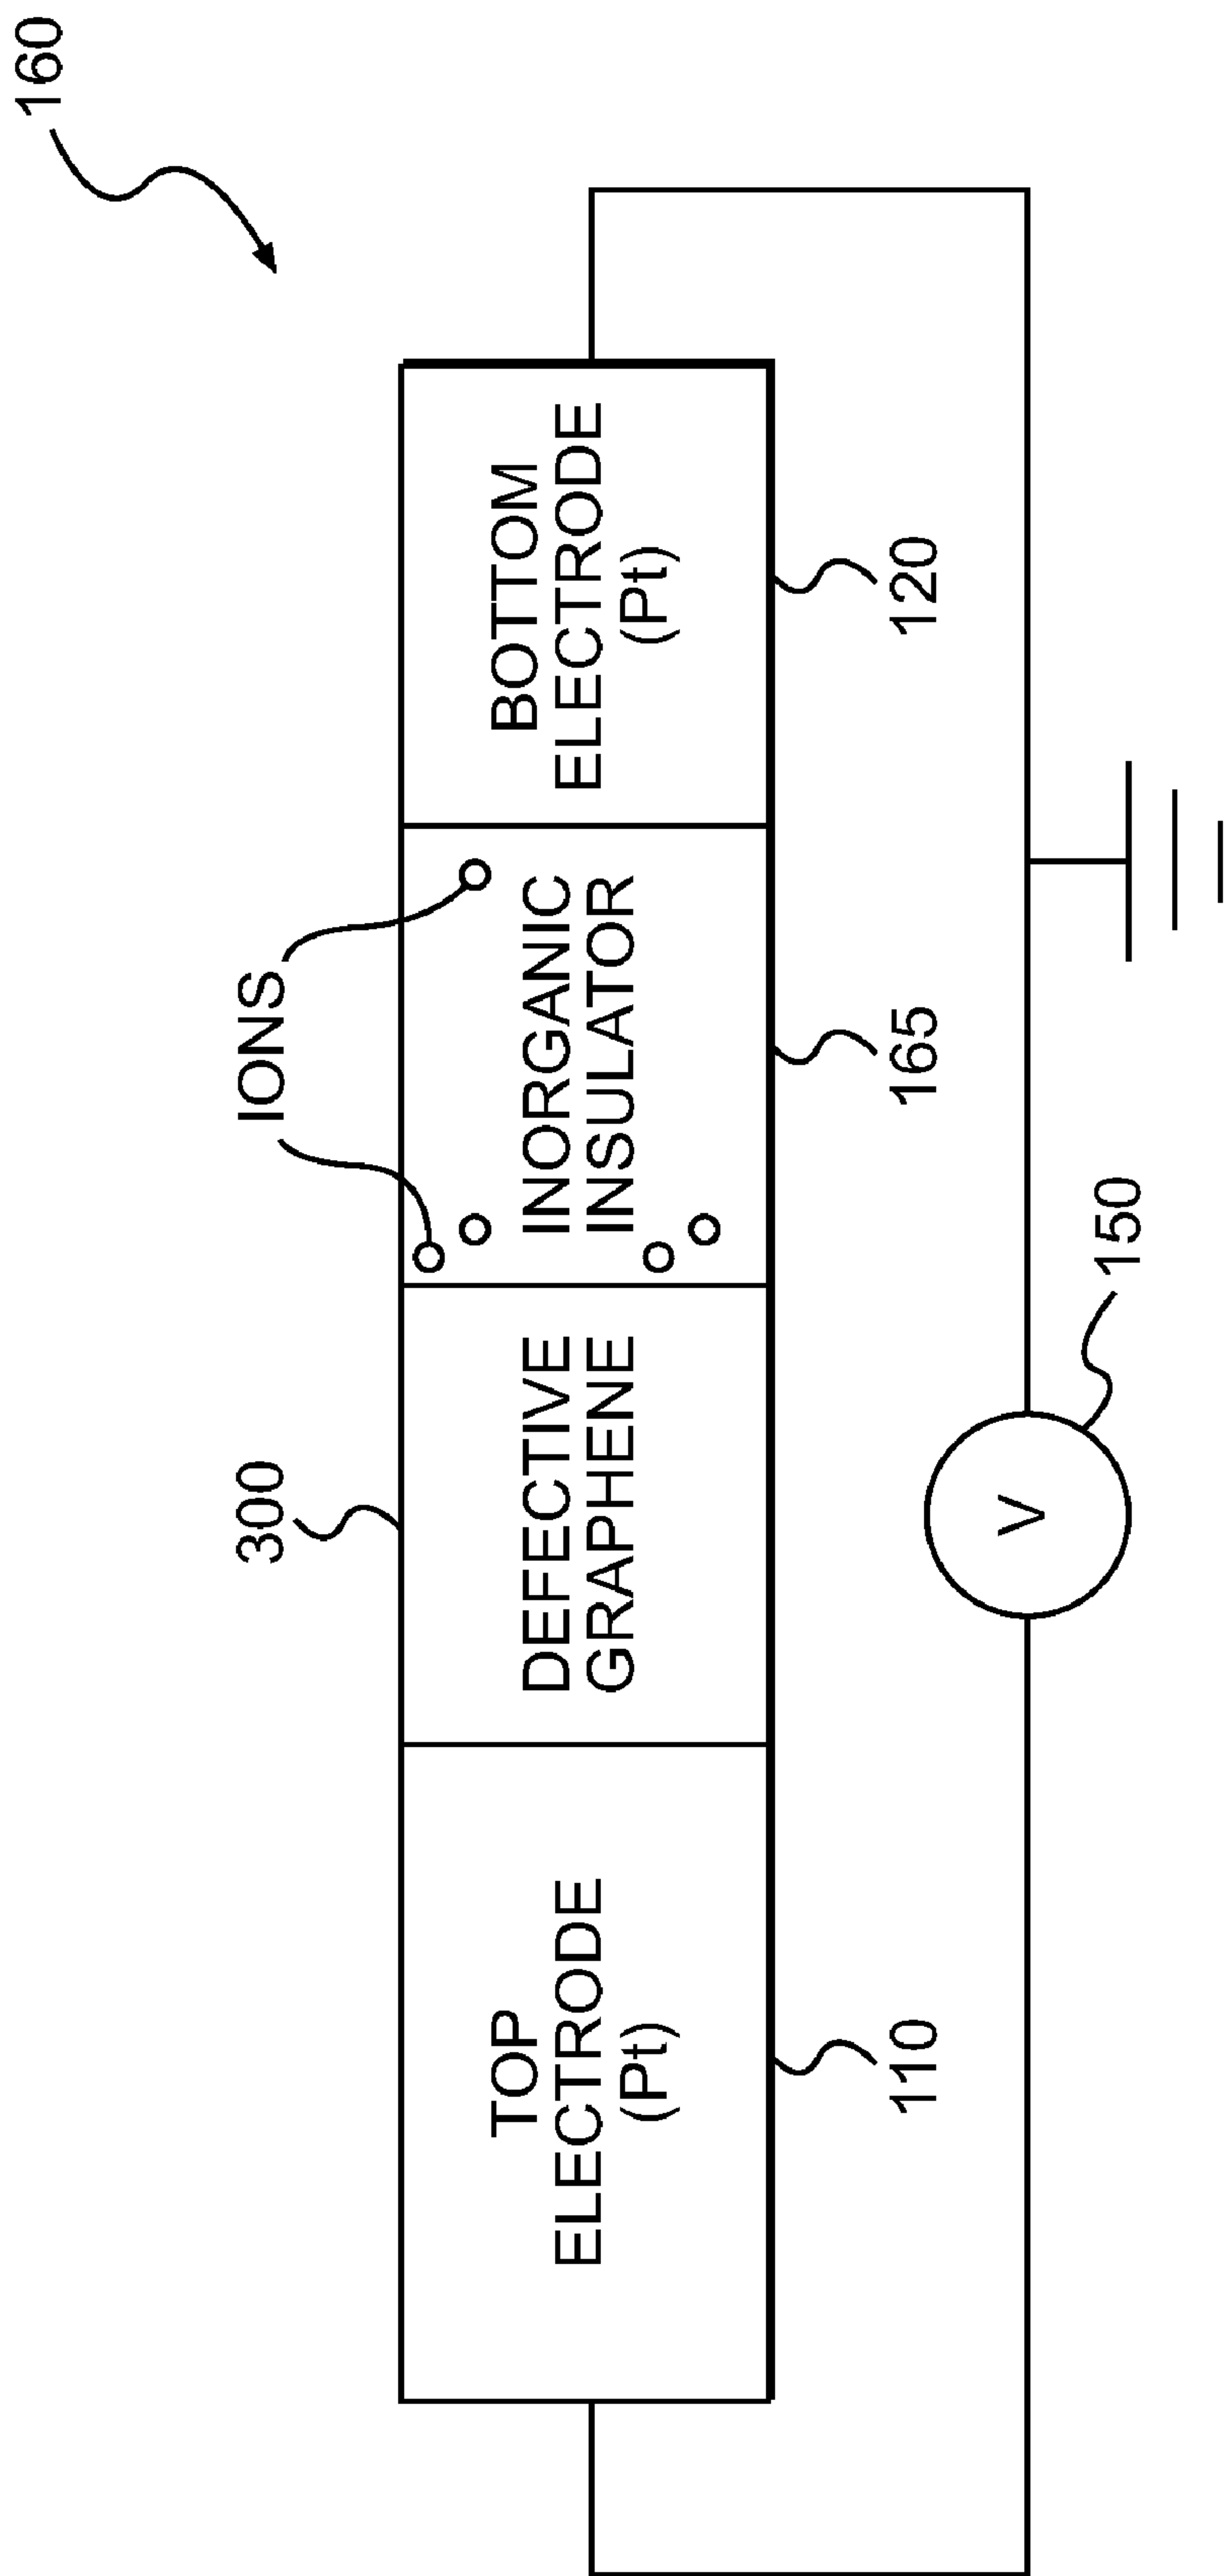 160
IONS
300
TOP
ELECTRODE
(Pt)
DEFECTIVE
GRAPHENE
INORGANIC
INSULATOR
BOTTOM
ELECTRODE
(Pt)
110
165
120
150
V